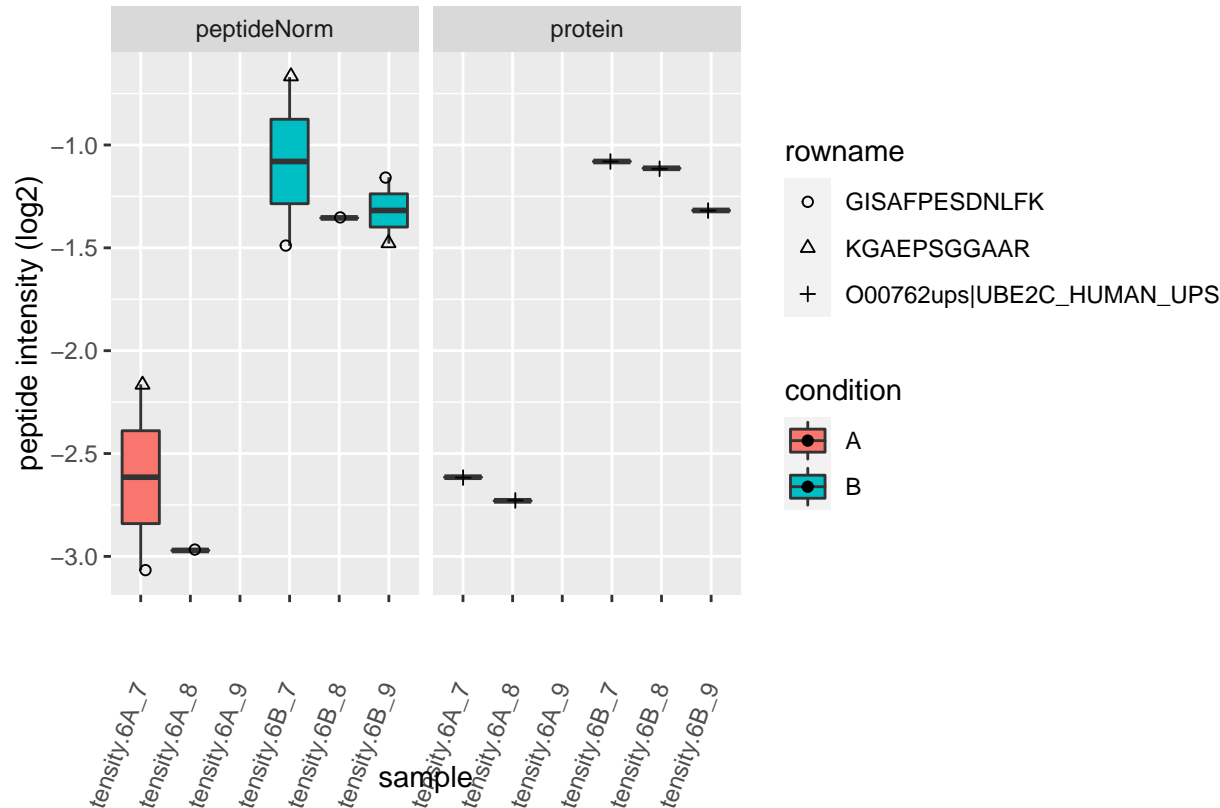 peptideNorm protein
peptide intensity (log2)
−1.0
−1.5
−2.0
−2.5
−3.0
tensity.6A_7 tensity.6A_8 tensity.6A_9 tensity.6B_7 tensity.6B_8 tensity.6B_9 tensity.6A_7 tensity.6A_8 tensity.6A_9 tensity.6B_7 tensity.6B_8 tensity.6B_9
sample
rowname
GISAFPESDNLFK
KGAEPSGGAAR
O00762ups|UBE2C_HUMAN_UPS
condition
A
B